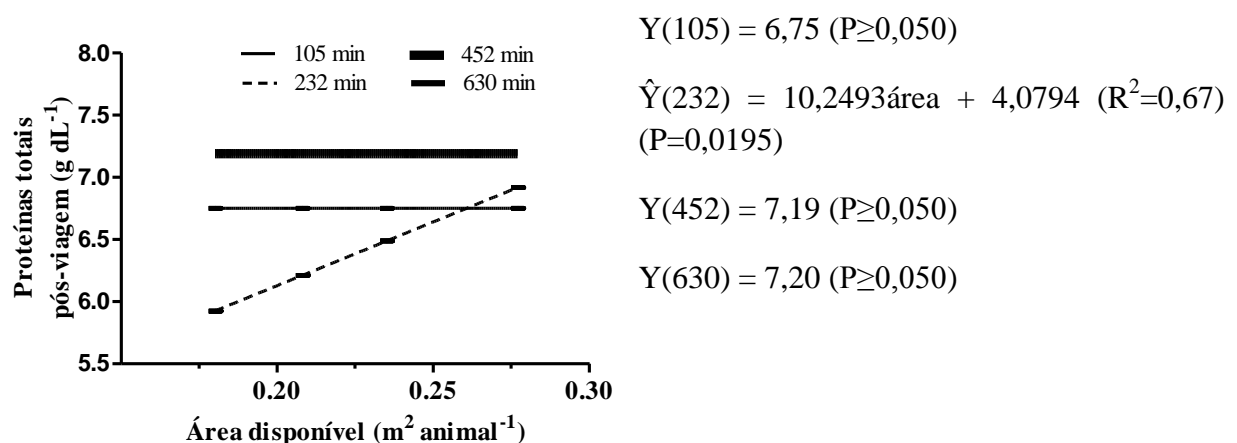 8.0
7.5
7.0
6.5
6.0
5.5
Proteínas totais
pós-viagem (g dL⁻¹)
105 min
452 min
232 min
630 min
0.20
0.25
0.30
Área disponível (m² animal⁻¹)
Y(105) = 6,75 (P≥0,050)
Ŷ(232) = 10,2493área + 4,0794 (R²=0,67)
(P=0,0195)
Y(452) = 7,19 (P≥0,050)
Y(630) = 7,20 (P≥0,050)